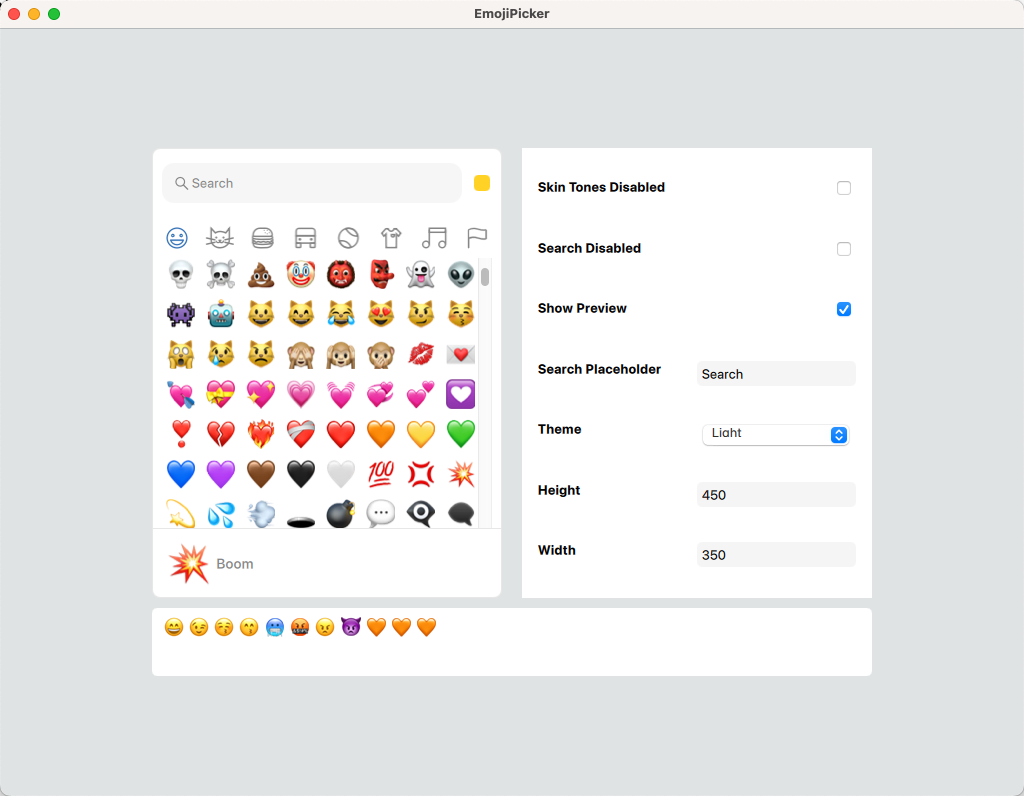 EmojiPicker
Search
Skin Tones Disabled
Search Disabled
Show Preview
Search Placeholder
Search
Theme
Light
Height
450
Width
350
100
Boom